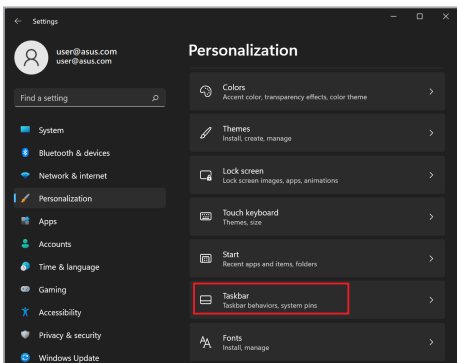 Settings
user@asus.com
user@asus.com
Find a setting
System
Bluetooth & devices
Network & internet
Personalization
Apps
Accounts
Time & language
Gaming
Accessibility
Privacy & security
Windows Update
Personalization
Colors
Accent color, transparency effects, color theme
Themes
Install, create, manage
Lock screen
Lock screen images, apps, animations
Touch keyboard
Themes, size
Start
Recent apps and items, folders
Taskbar
Taskbar behaviors, system pins
Fonts
Install, manage